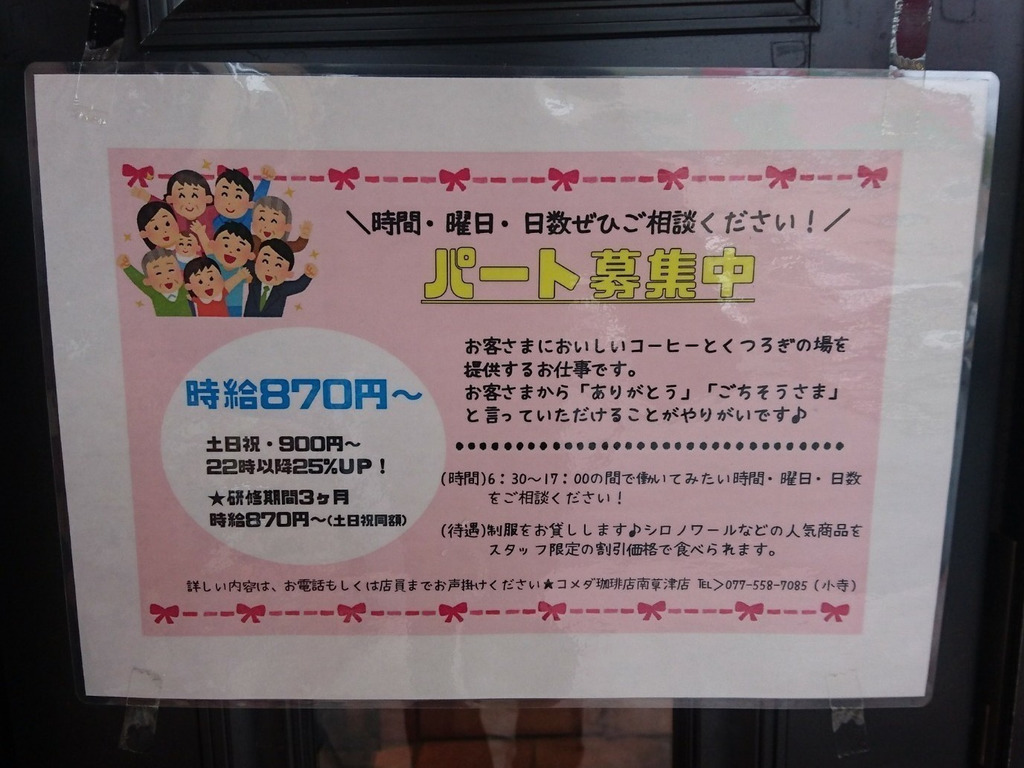 ＼時間・曜日・日数ぜひご相談ください！／
パート募集中
お客さまにおいしいコーヒーとくつろぎの場を
提供するお仕事です。
お客さまから「ありがとう」「ごちそうさま」
と言っていただけることがやりがいです♪
時給870円～
土日祝・900円～
22時以降25%UP！
★研修期間3ヶ月
時給870円～(土日祝同額)
(時間)6：30～17：00の間で働いてみたい時間・曜日・日数
をご相談ください！
(待遇)制服をお貸しします♪シロノワールなどの人気商品を
スタッフ限定の割引価格で食べられます。
詳しい内容は、お電話もしくは店員までお声掛けください★コメダ珈琲店南草津店 TEL＞077-558-7085（小寺）